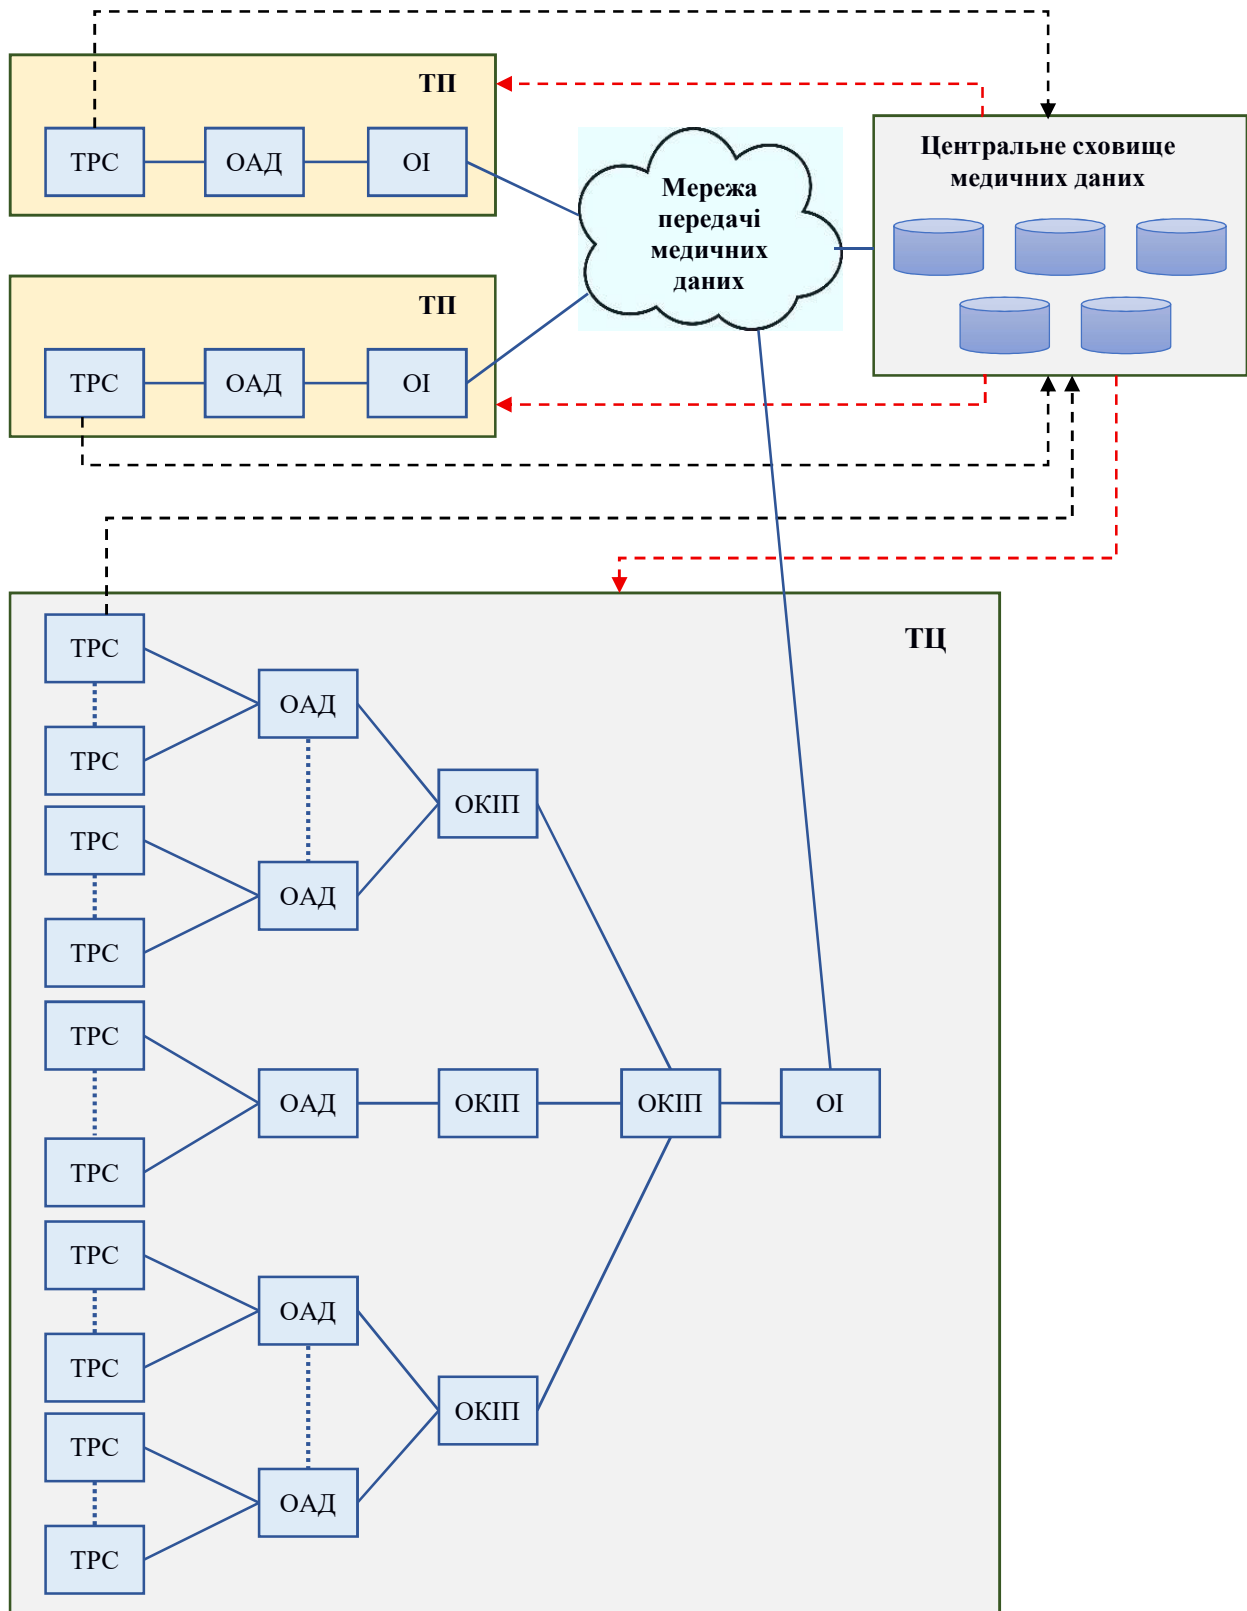 ТП
ТРС
ОАД
ОІ
Мережа
передачі
медичних
даних
Центральне сховище
медичних даних
ТП
ТРС
ОАД
ОІ
ТЦ
ТРС
ОАД
ТРС
ОКІП
ТРС
ОАД
ТРС
ТРС
ОАД
ОКІП
ОКІП
ОІ
ТРС
ТРС
ОАД
ТРС
ОКІП
ТРС
ОАД
ТРС